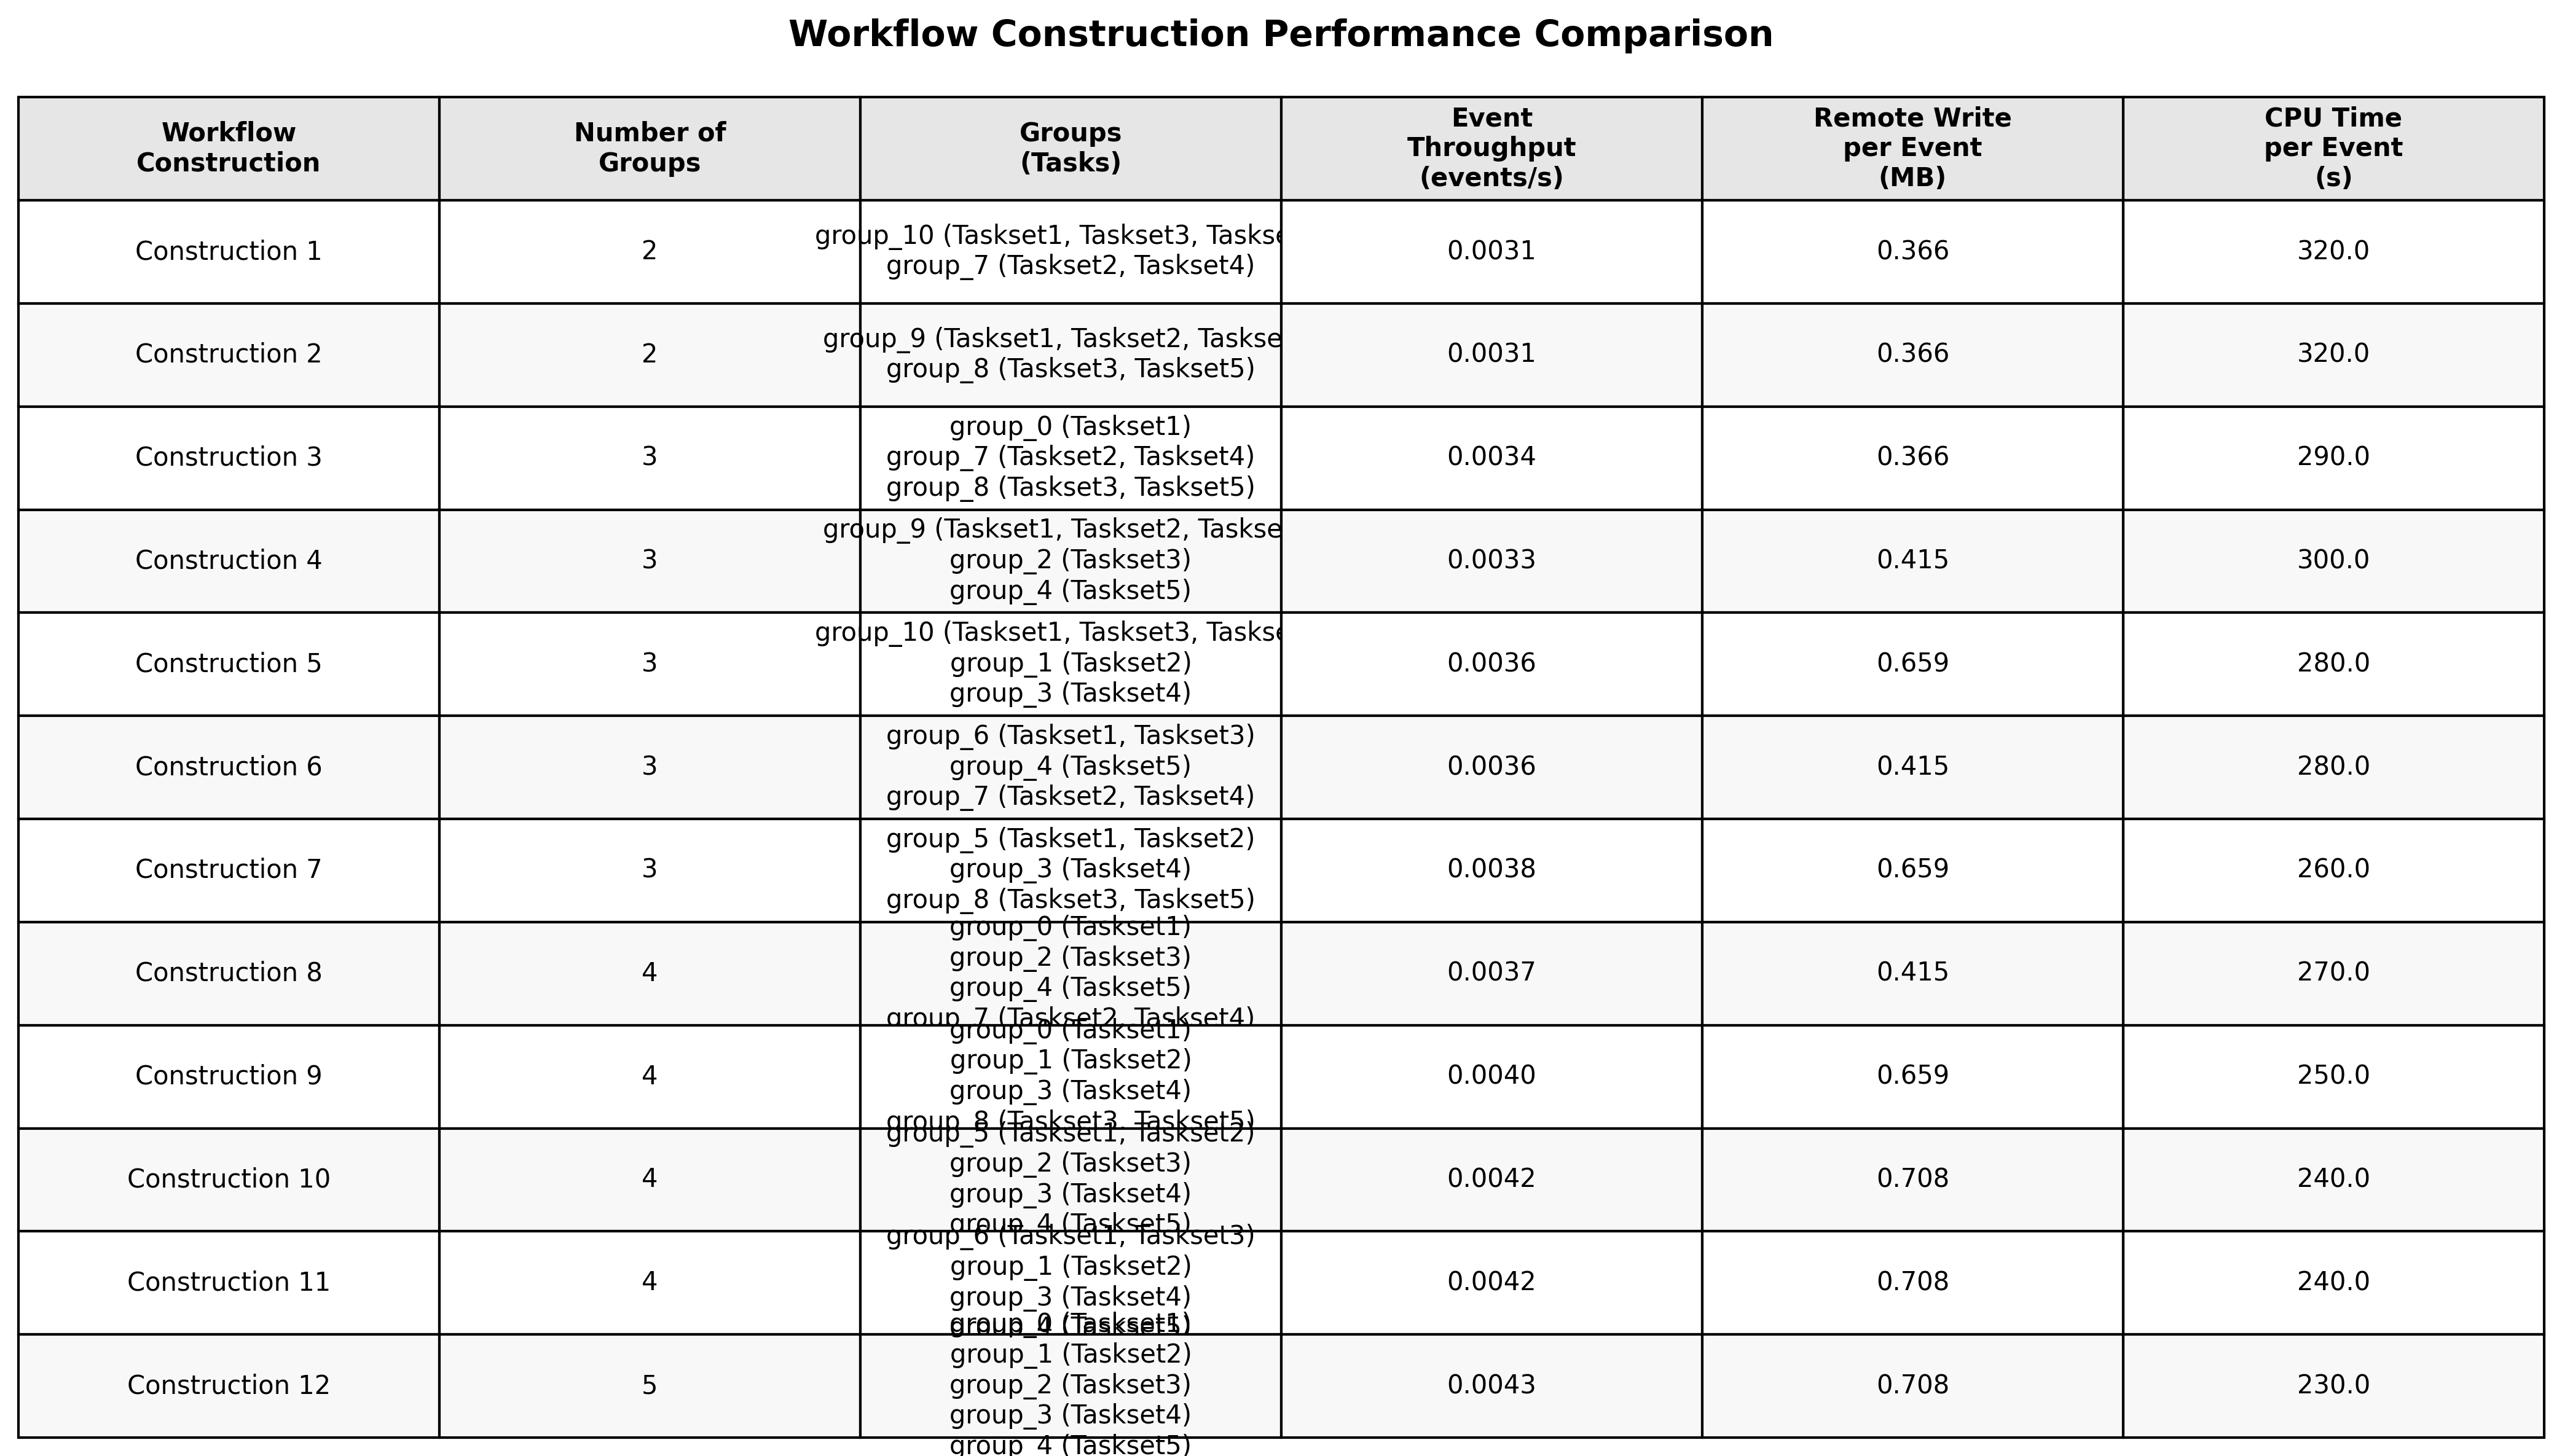 Workflow Construction Performance Comparison
Workflow
Construction
Number of
Groups
Groups
(Tasks)
Event
Throughput
(events/s)
Remote Write
per Event
(MB)
CPU Time
per Event
(s)
Construction 1
2
group_10 (Taskset1, Taskset3,
group_7 (Taskset2, Taskset4)
0.0031
0.366
320.0
Construction 2
2
group_9 (Taskset1, Taskset2,
group_8 (Taskset3, Taskset5)
0.0031
0.366
320.0
Construction 3
3
group_0 (Taskset1)
group_7 (Taskset2, Taskset4)
group_8 (Taskset3, Taskset5)
0.0034
0.366
290.0
Construction 4
3
group_9 (Taskset1, Taskset2,
group_2 (Taskset3)
group_4 (Taskset5)
0.0033
0.415
300.0
Construction 5
3
group_10 (Taskset1, Taskset3,
group_1 (Taskset2)
group_3 (Taskset4)
0.0036
0.659
280.0
Construction 6
3
group_6 (Taskset1, Taskset3)
group_4 (Taskset5)
group_7 (Taskset2, Taskset4)
0.0036
0.415
280.0
Construction 7
3
group_5 (Taskset1, Taskset2)
group_3 (Taskset4)
group_8 (Taskset3, Taskset5)
0.0038
0.659
260.0
Construction 8
4
group_0 (Taskset1)
group_2 (Taskset3)
group_4 (Taskset5)
group_7 (Taskset2, Taskset4)
0.0037
0.415
270.0
Construction 9
4
group_0 (Taskset1)
group_1 (Taskset2)
group_3 (Taskset4)
group_8 (Taskset3, Taskset5)
0.0040
0.659
250.0
Construction 10
4
group_5 (Taskset1, Taskset2)
group_2 (Taskset3)
group_3 (Taskset4)
group_4 (Taskset5)
0.0042
0.708
240.0
Construction 11
4
group_6 (Taskset1, Taskset3)
group_1 (Taskset2)
group_3 (Taskset4)
0.0042
0.708
240.0
Construction 12
5
group_1 (Taskset2)
group_2 (Taskset3)
group_3 (Taskset4)
group_4 (Taskset5)
0.0043
0.708
230.0